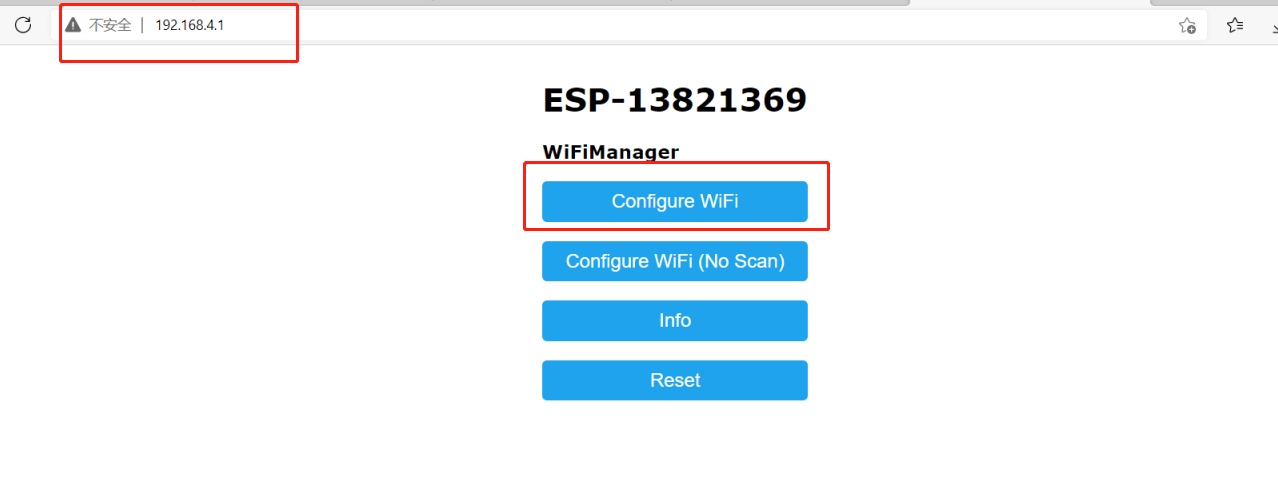 不安全 | 192.168.4.1
ESP-13821369
WiFiManager
Configure WiFi
Configure WiFi (No Scan)
Info
Reset